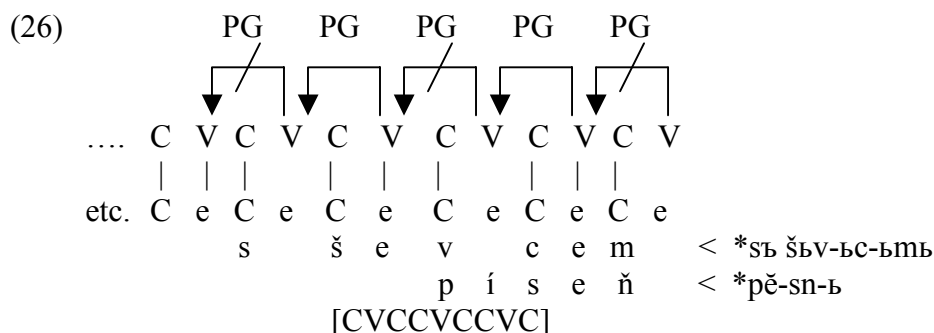 (26) PG PG PG PG PG
.... C V C V C V C V C V C V
| | | | | | | | |
etc. C e C e C e C e C e C e
s š e v c e m < *sъ šьv-ьc-ьmь
p í s e ň < *pě-sn-ь
[CVCCVCCVC]